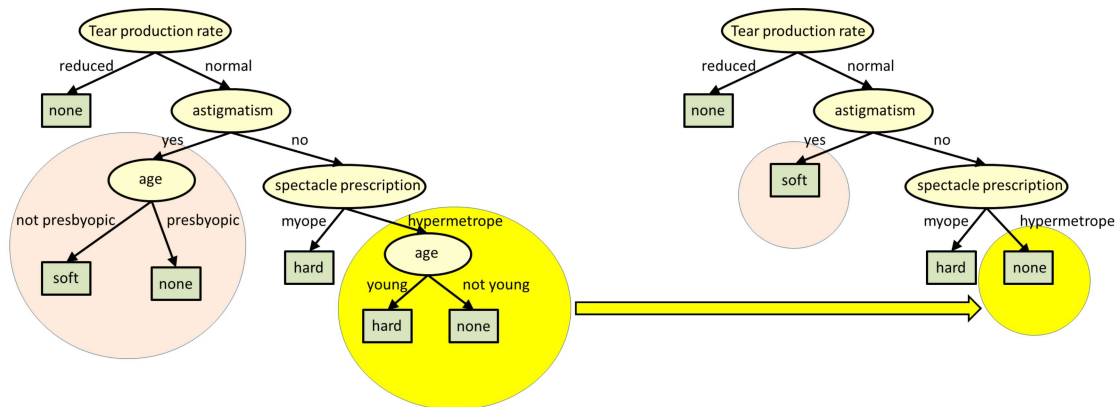 Tear production rate
reduced
normal
none
astigmatism
yes
no
age
spectacle prescription
not presbyopic
presbyopic
myope
hypermetrope
soft
none
hard
age
young
not young
hard
none
Tear production rate
reduced
normal
none
astigmatism
yes
no
soft
spectacle prescription
myope
hypermetrope
hard
none